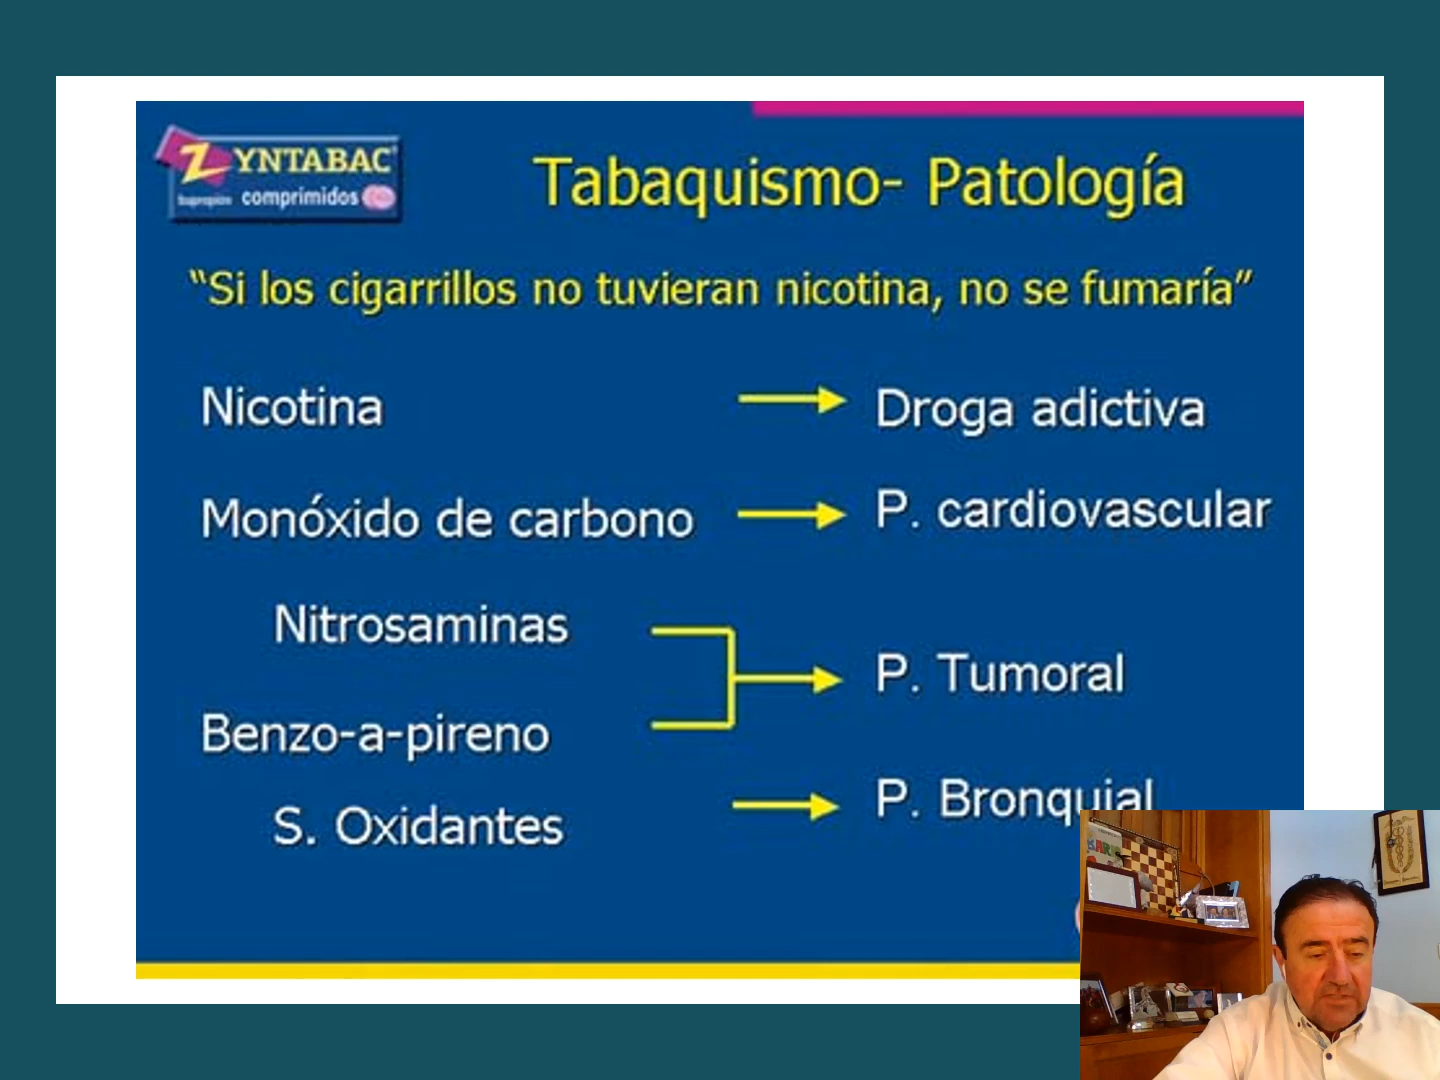 ZYNTABAC
Bupropion comprimidos
Tabaquismo- Patología
“Si los cigarrillos no tuvieran nicotina, no se fumaría”
Nicotina
Droga adictiva
Monóxido de carbono
P. cardiovascular
Nitrosaminas
P. Tumoral
Benzo-a-pireno
P. Bronquial
S. Oxidantes